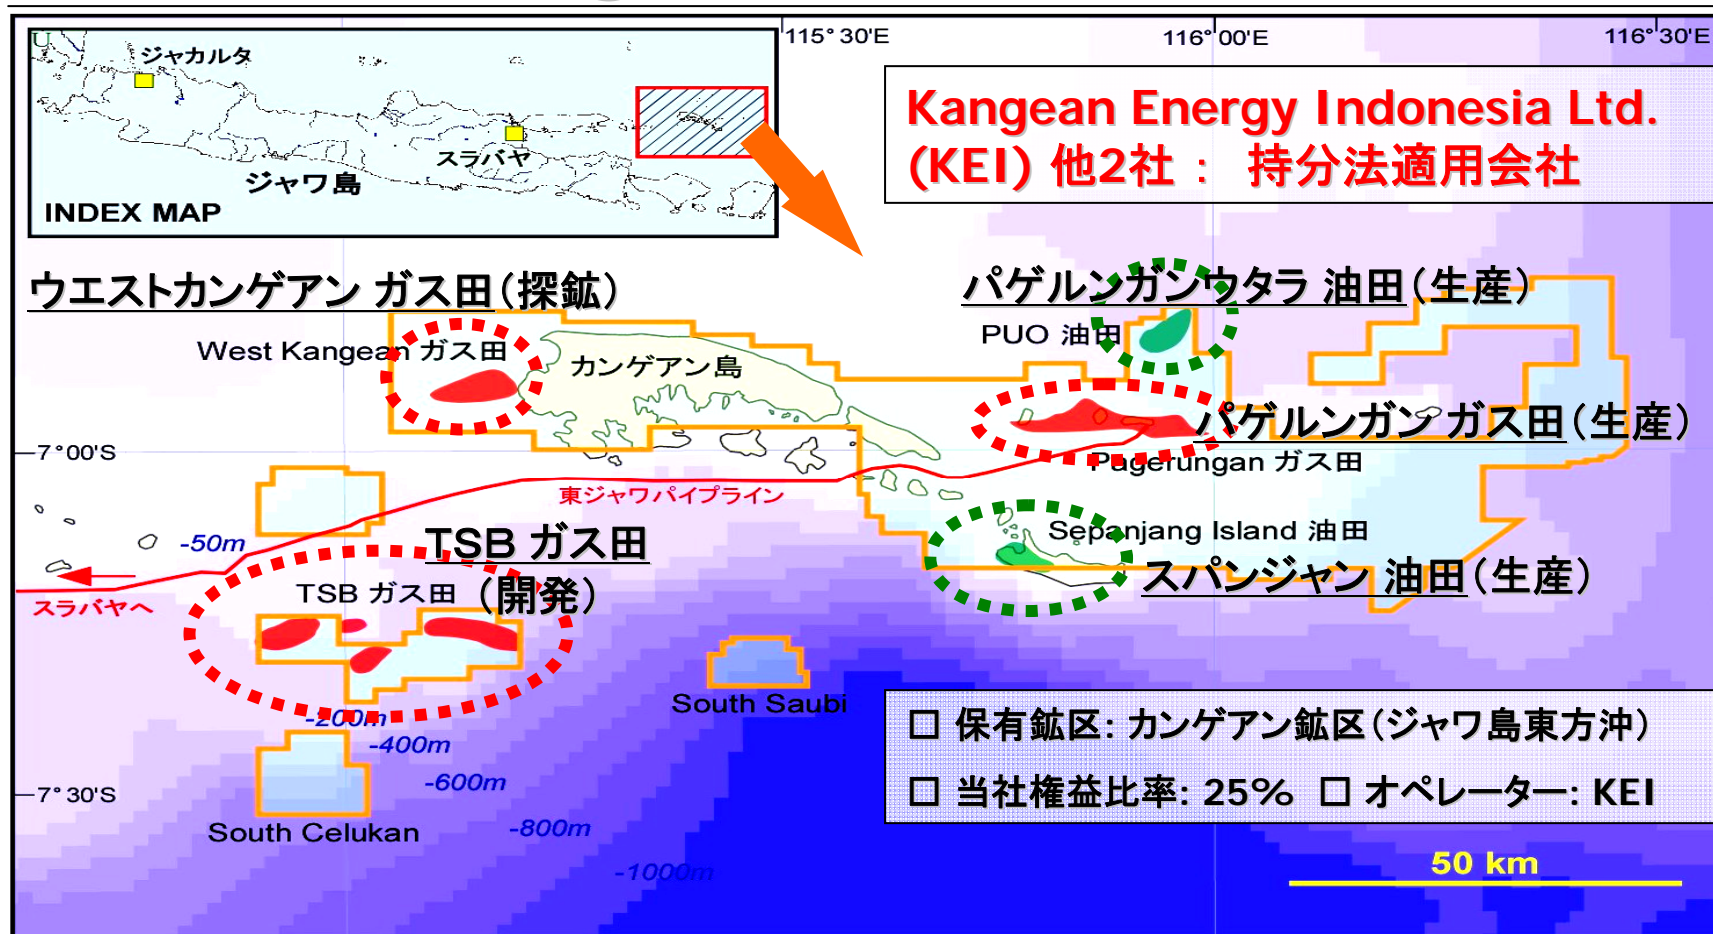 115°30'E
116°00'E
116°30'E
U
ジャカルタ
スラバヤ
ジャワ島
INDEX MAP
Kangean Energy Indonesia Ltd.
(KEI) 他2社 : 持分法適用会社
ウエストカンゲアン ガス田(探鉱)
パゲルンガンウタラ 油田(生産)
PUO 油田
West Kangean ガス田
カンゲアン島
パゲルンガン ガス田(生産)
7°00'S
Pagerungan ガス田
東ジャワパイプライン
Sepanjang Island 油田
-50m
TSB ガス田
スパンジャン 油田(生産)
TSB ガス田
(開発)
スラバヤへ
South Saubi
-200m
-400m
-600m
-800m
-1000m
□ 保有鉱区: カンゲアン鉱区(ジャワ島東方沖)
□ 当社権益比率: 25% □ オペレーター: KEI
7°30'S
South Celukan
50 km